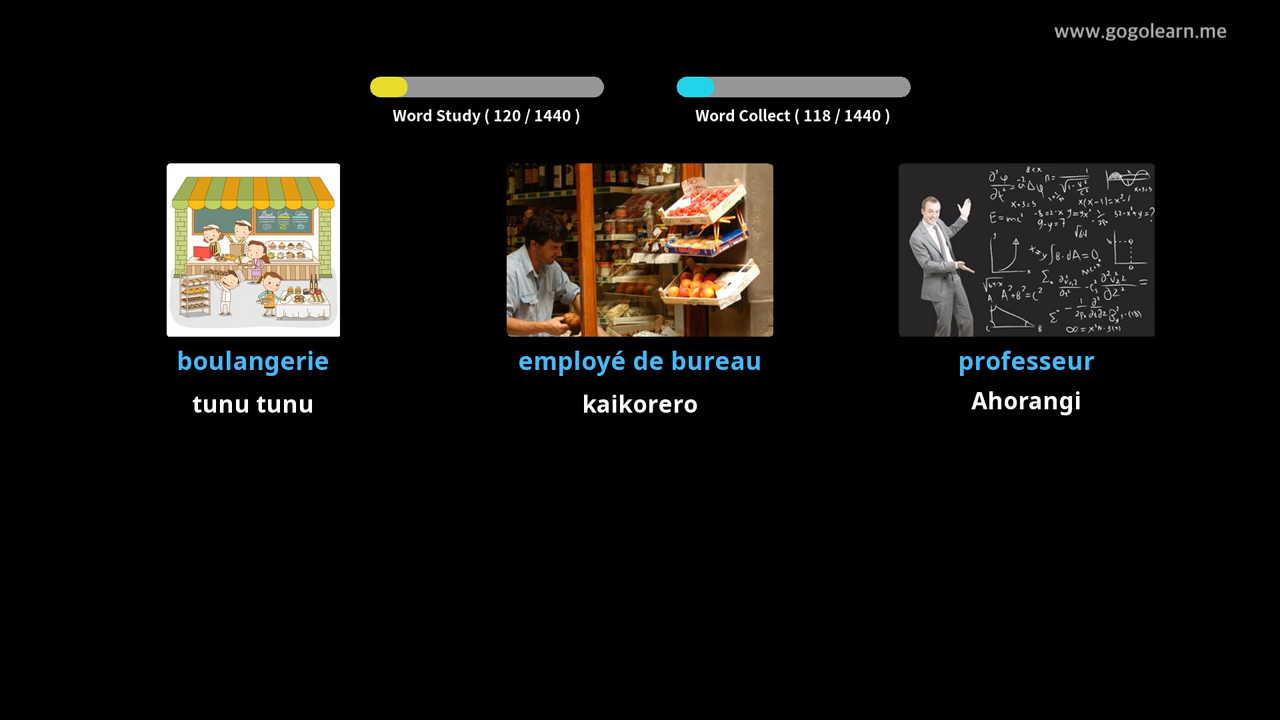 www.gogolearn.me
Word Study ( 120 / 1440 )
Word Collect ( 118 / 1440 )
boulangerie
employé de bureau
professeur
tunu tunu
kaikorero
Ahorangi